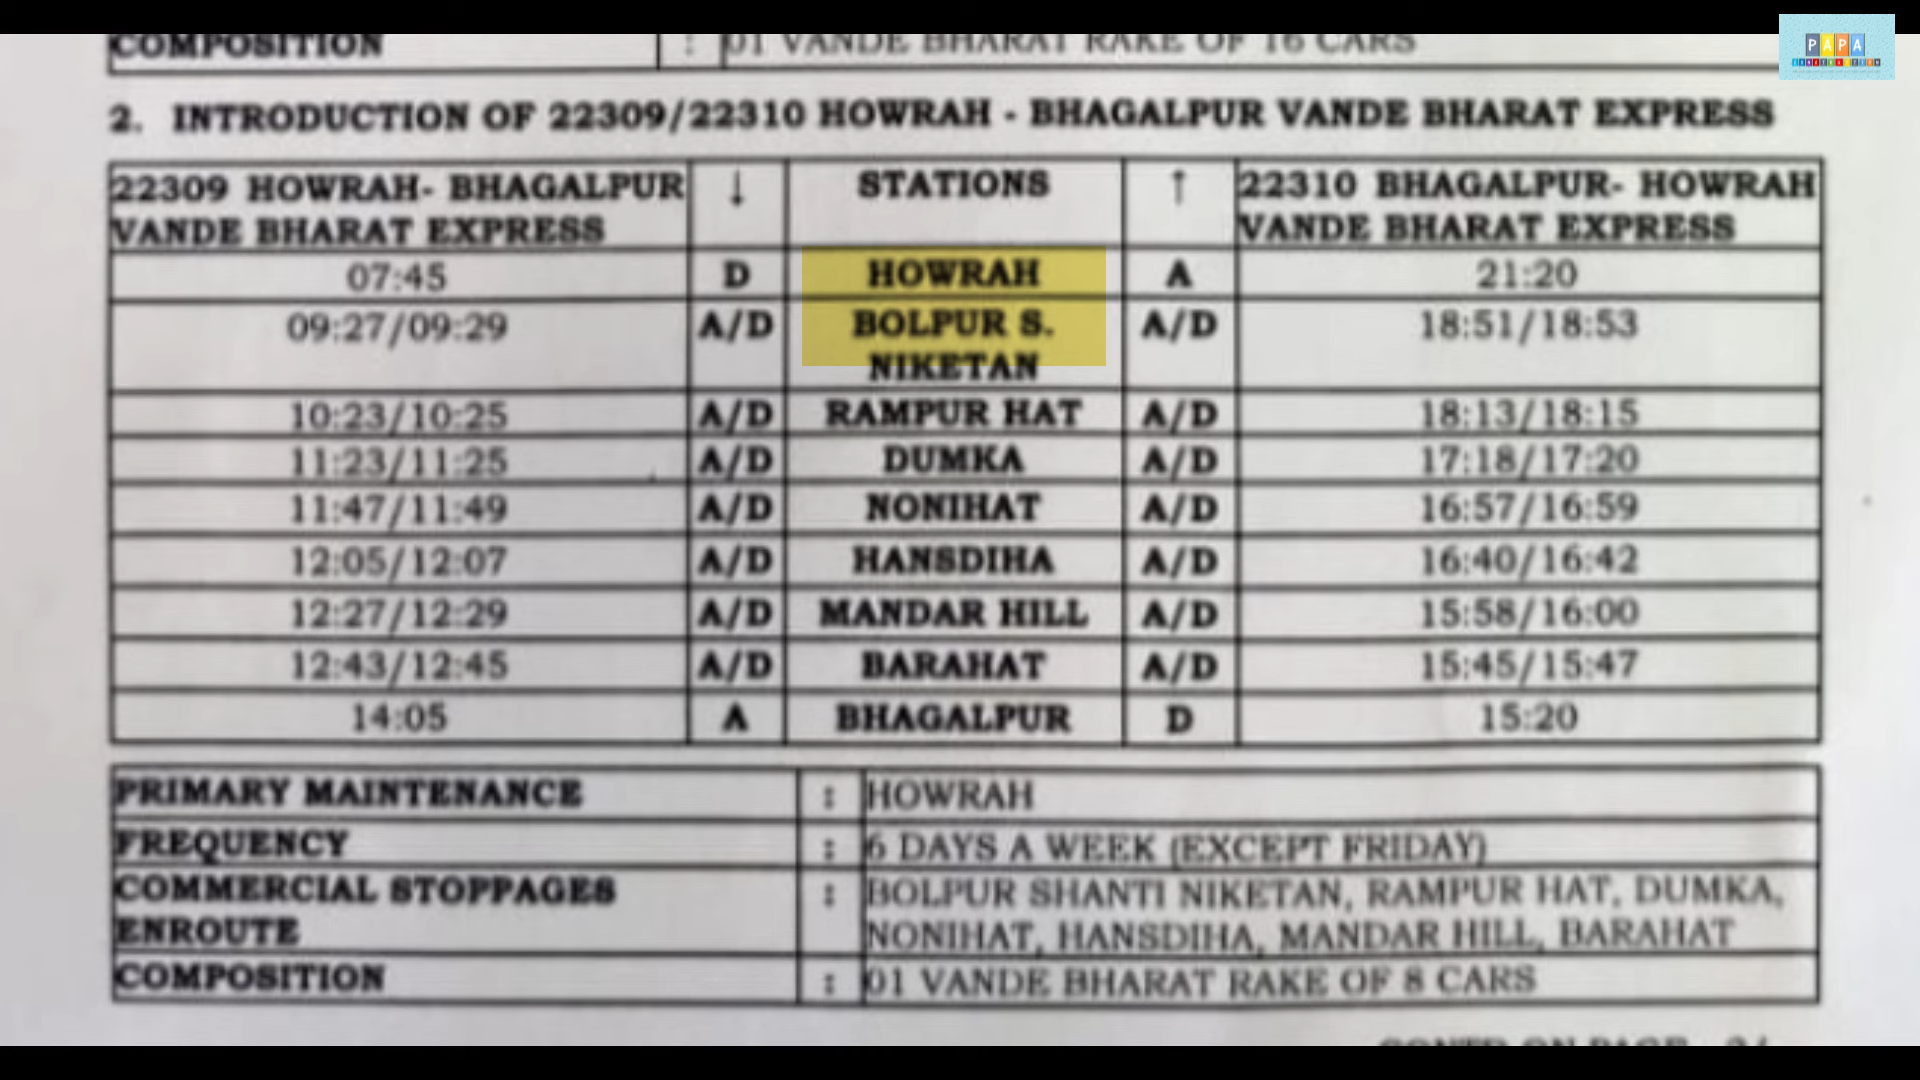 COMPOSITION : 01 VANDE BHARAT RAKE OF 16 CARS
PAPA
2. INTRODUCTION OF 22309/22310 HOWRAH - BHAGALPUR VANDE BHARAT EXPRESS
22309 HOWRAH- BHAGALPUR ↓ STATIONS ↑ 22310 BHAGALPUR- HOWRAH
VANDE BHARAT EXPRESS VANDE BHARAT EXPRESS
07:45 D HOWRAH A 21:20
09:27/09:29 A/D BOLPUR S. A/D 18:51/18:53
NIKETAN
10:23/10:25 A/D RAMPUR HAT A/D 18:13/18:15
11:23/11:25 A/D DUMKA A/D 17:18/17:20
11:47/11:49 A/D NONIHAT A/D 16:57/16:59
12:05/12:07 A/D HANSDIHA A/D 16:40/16:42
12:27/12:29 A/D MANDAR HILL A/D 15:58/16:00
12:43/12:45 A/D BARAHAT A/D 15:45/15:47
14:05 A BHAGALPUR D 15:20
PRIMARY MAINTENANCE : HOWRAH
FREQUENCY : 6 DAYS A WEEK (EXCEPT FRIDAY)
COMMERCIAL STOPPAGES : BOLPUR SHANTI NIKETAN, RAMPUR HAT, DUMKA,
ENROUTE NONIHAT, HANSDIHA, MANDAR HILL, BARAHAT
COMPOSITION : 01 VANDE BHARAT RAKE OF 8 CARS